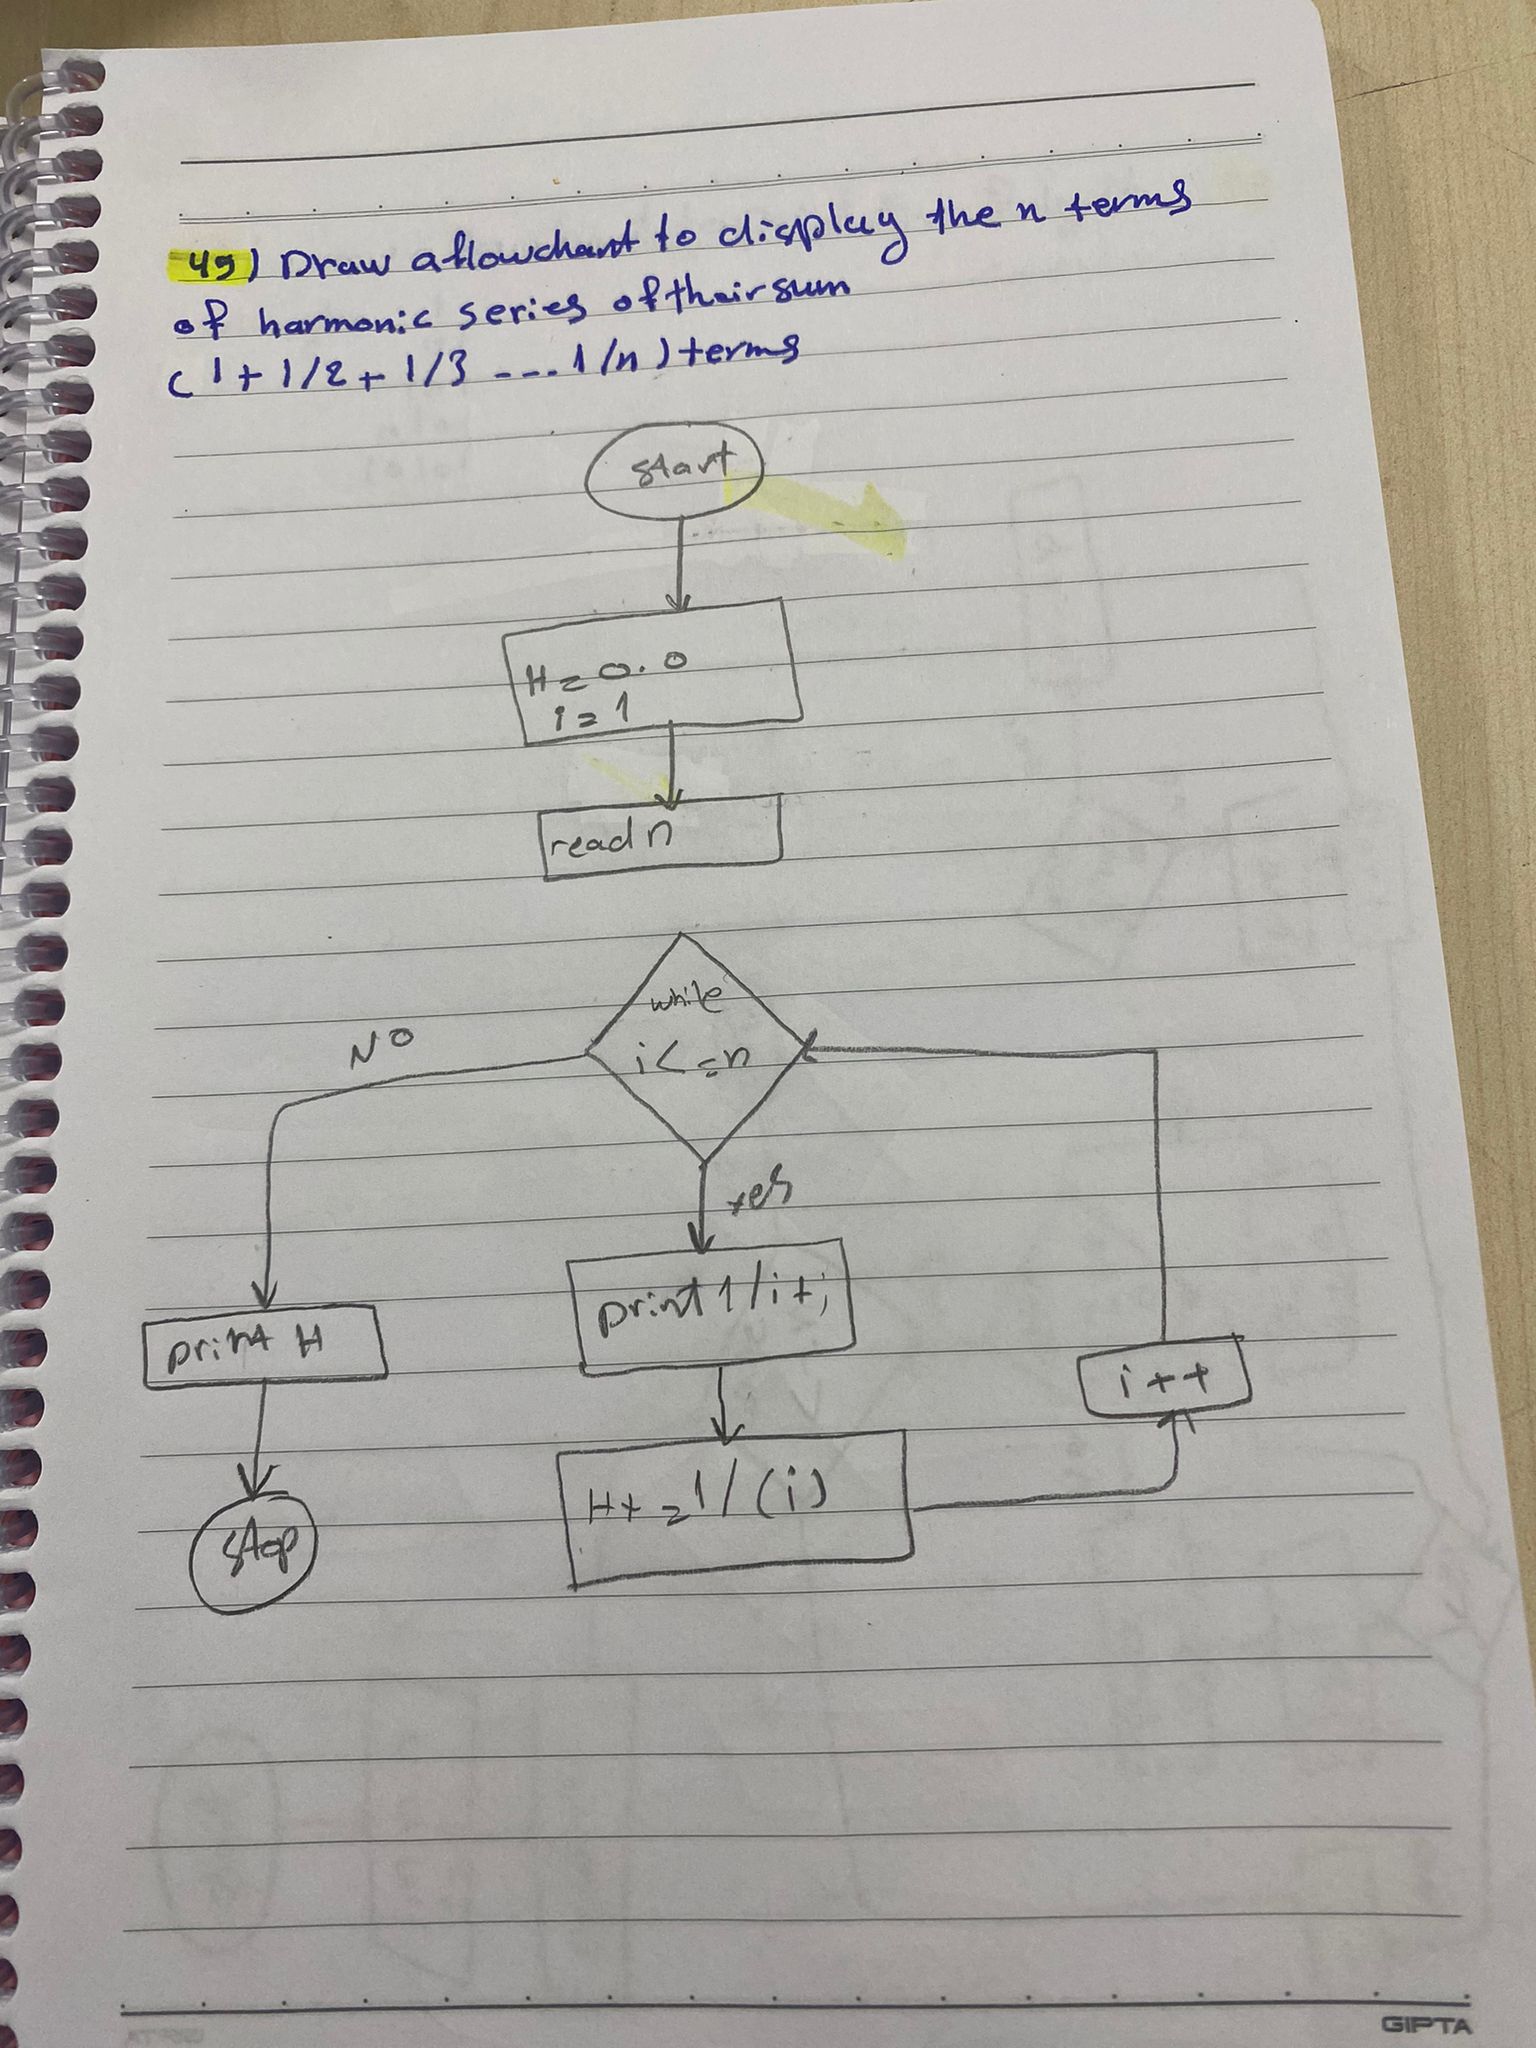 49) Draw a flowchart to display the n terms
of harmonic series of their sum
( 1 + 1/2 + 1/3 ---. 1/n ) terms
start
H = 0.0
i = 1
read n
while
i < = n
NO
yes
print 1/i + ;
print H
i + +
H + = 1 / (i)
stop
GIPTA